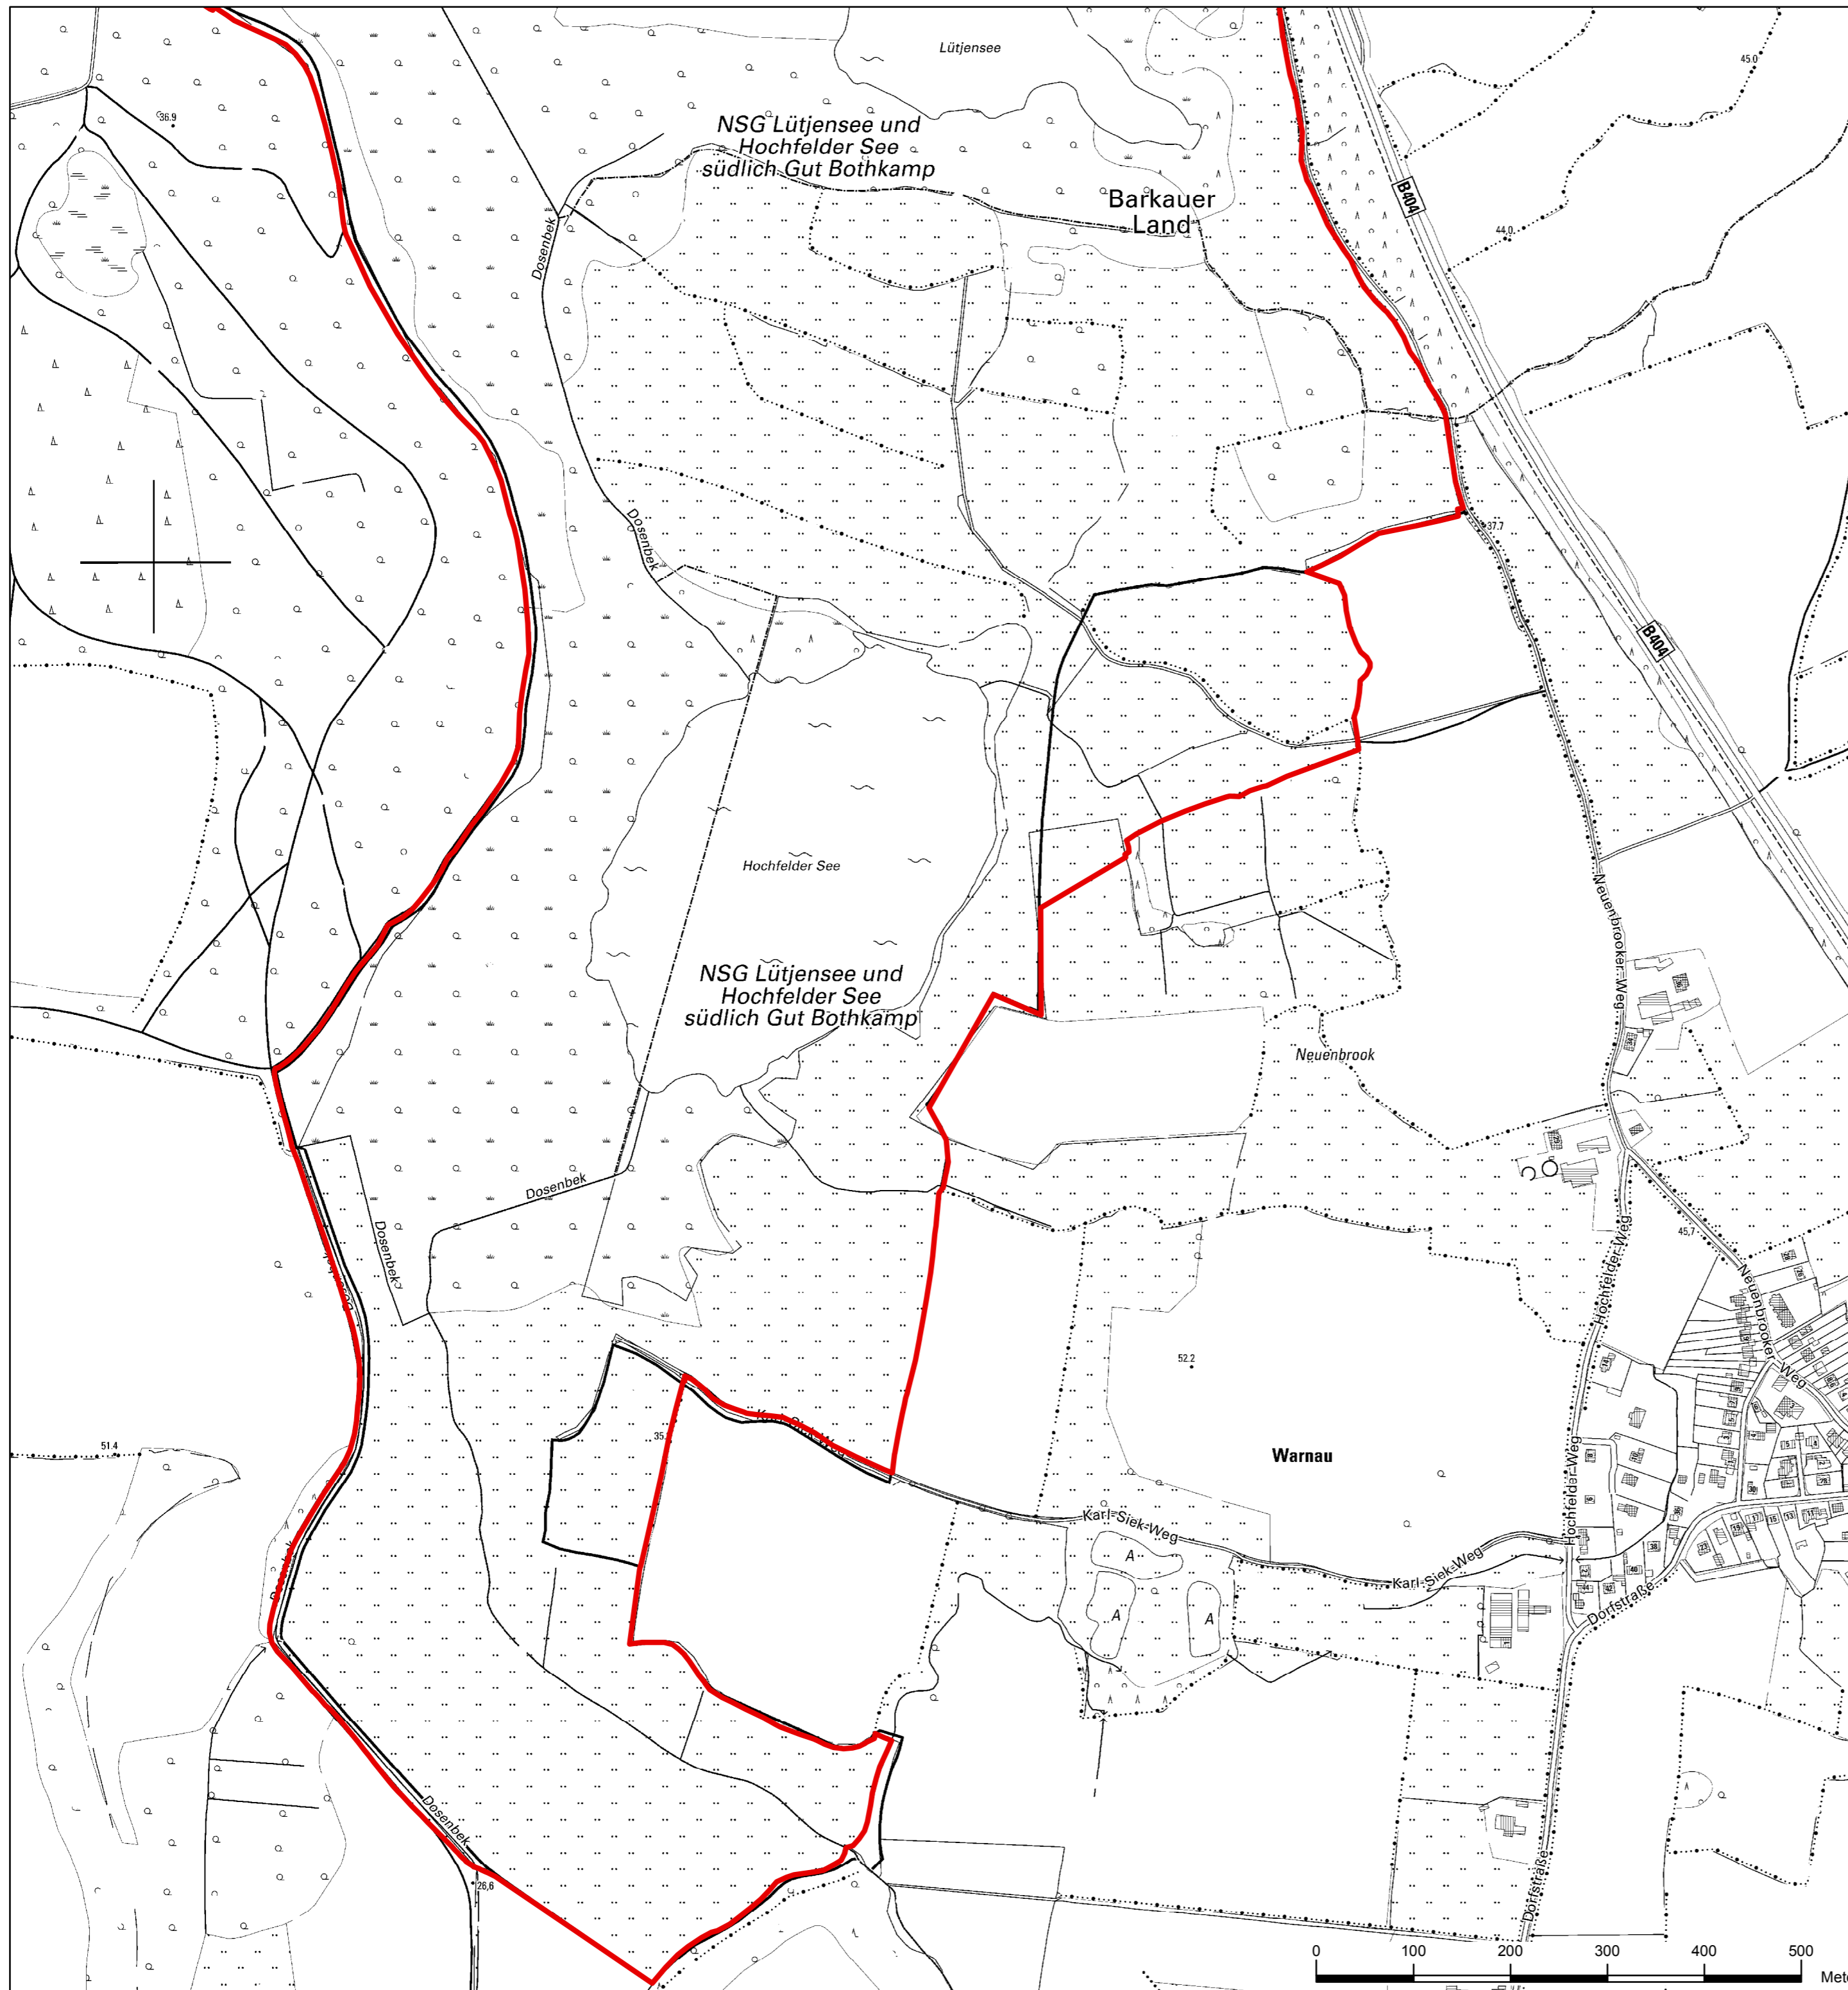 Lütjensee
45.0
36.9
NSG Lütjensee und
Hochfelder See
südlich Gut Bothkamp
Barkauer
Land
B404
44.0
Dosenbek
Dosenbek
37.7
B404
Hochfelder See
Neuenbrooker Weg
NSG Lütjensee und
Hochfelder See
südlich Gut Bothkamp
Neuenbrook
Dosenbek
Dosenbek
Hochfelder-Weg
45,7
Neuenbrooker Weg
52.2
51.4
Warnau
Hochfelder-Weg
Karl-Siek-Weg
Karl-Siek-Weg
A
A
A
Dorfstraße
Dosenbek
26,6
Dorfstraße
0 100 200 300 400 500